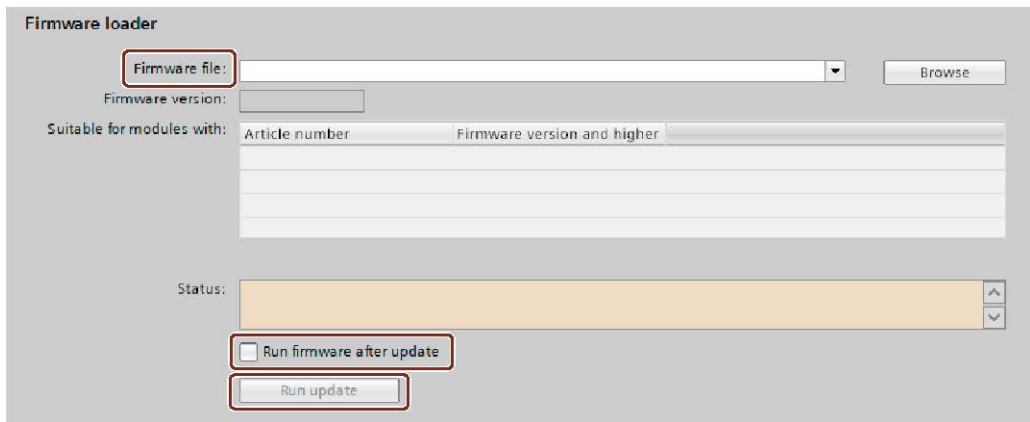 Firmware loader
Firmware file:
Browse
Firmware version:
Suitable for modules with:
Article number Firmware version and higher
Status:
Run firmware after update
Run update